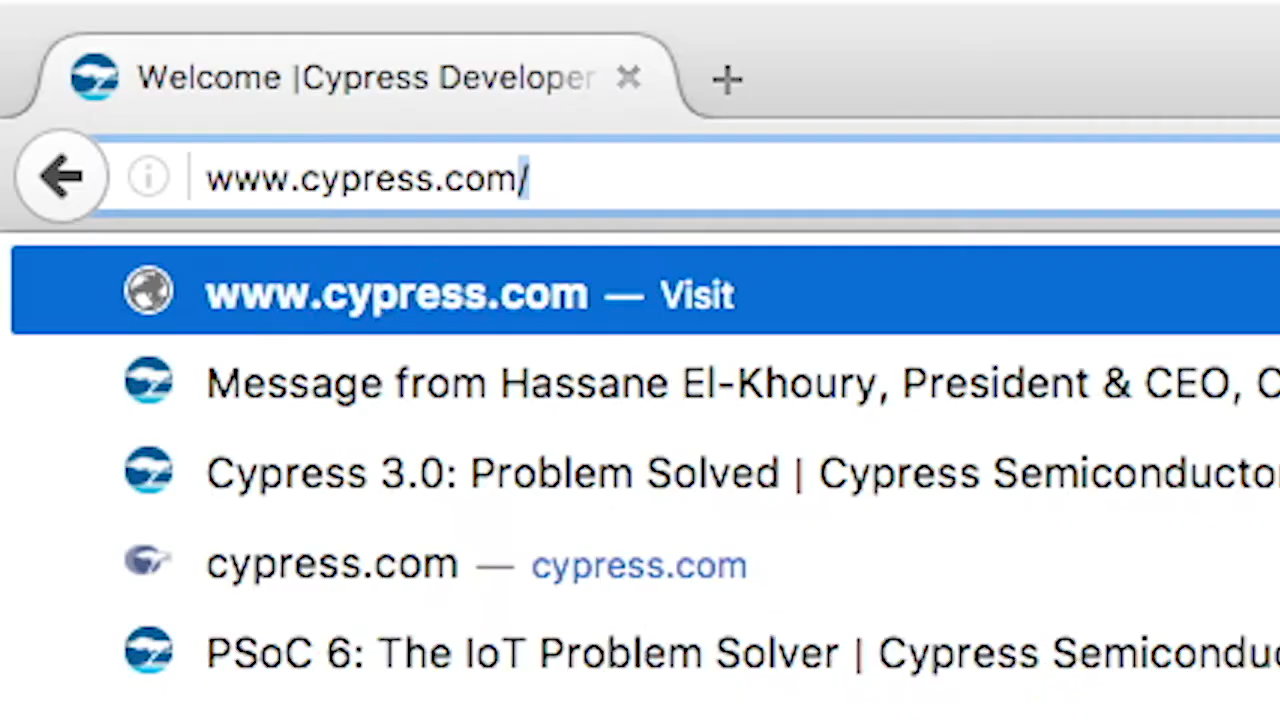 Welcome |Cypress Developer
www.cypress.com/
www.cypress.com — Visit
Message from Hassane El-Khoury, President & CEO, C
Cypress 3.0: Problem Solved | Cypress Semiconductor
cypress.com — cypress.com
PSoC 6: The IoT Problem Solver | Cypress Semicondu